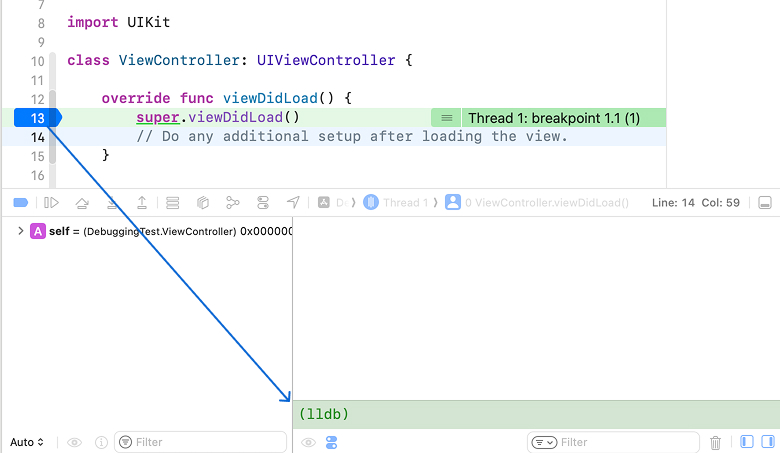 7
8 import UIKit
9
10 class ViewController: UIViewController {
11
12 override func viewDidLoad() {
13 super.viewDidLoad() Thread 1: breakpoint 1.1 (1)
14 // Do any additional setup after loading the view.
15 }
16
De Thread 1 0 ViewController.viewDidLoad() Line: 14 Col: 59
A self = (DebuggingTest.ViewController) 0x000000
(lldb)
Auto Filter Filter